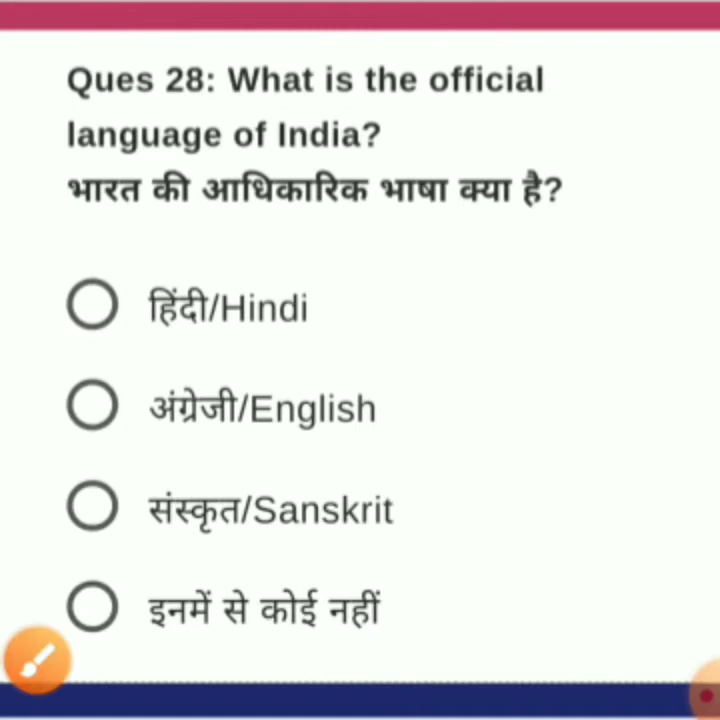 Ques 28: What is the official
language of India?
भारत की आधिकारिक भाषा क्या है?
हिंदी/Hindi
अंग्रेजी/English
संस्कृत/Sanskrit
इनमें से कोई नहीं